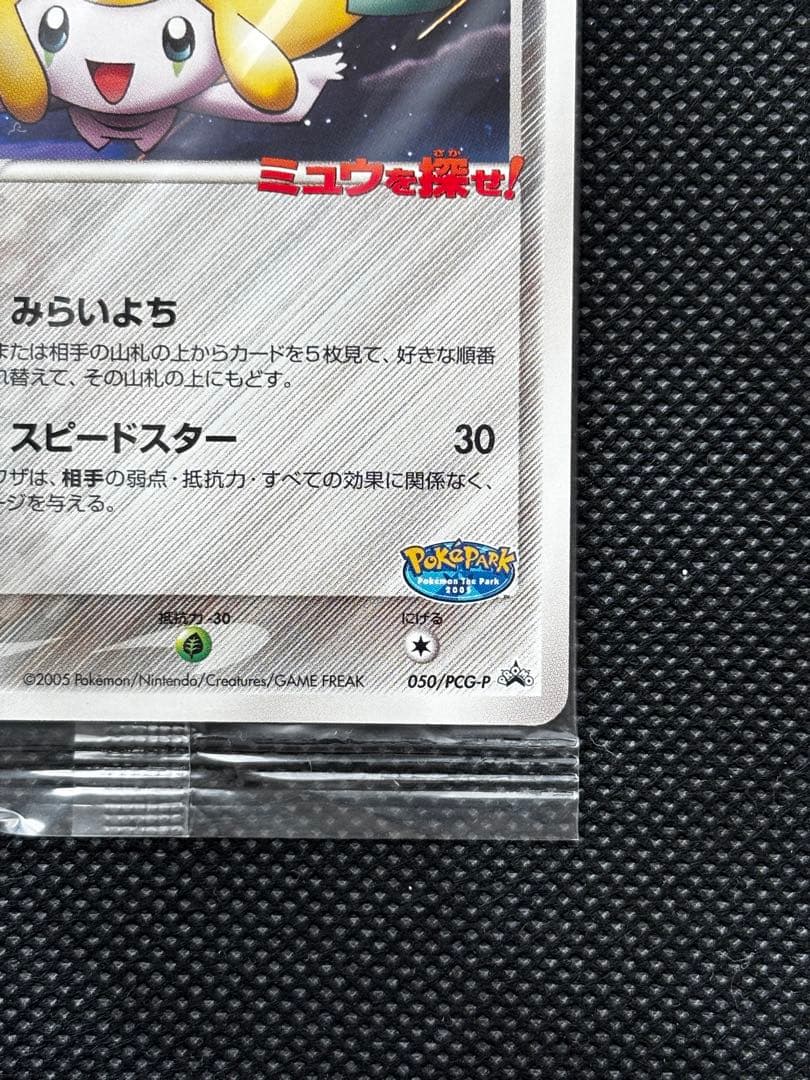 ミュウを探せ!
さが
みらいよち
または相手の山札の上からカードを5枚見て、好きな順番
れ替えて、その山札の上にもどす。
スピードスター 30
ワザは、相手の弱点・抵抗力・すべての効果に関係なく、
ージを与える。
POKéPARK
Pokémon The Park
2005
抵抗力 -30 にげる
©2005 Pokémon/Nintendo/Creatures/GAME FREAK 050/PCG-P